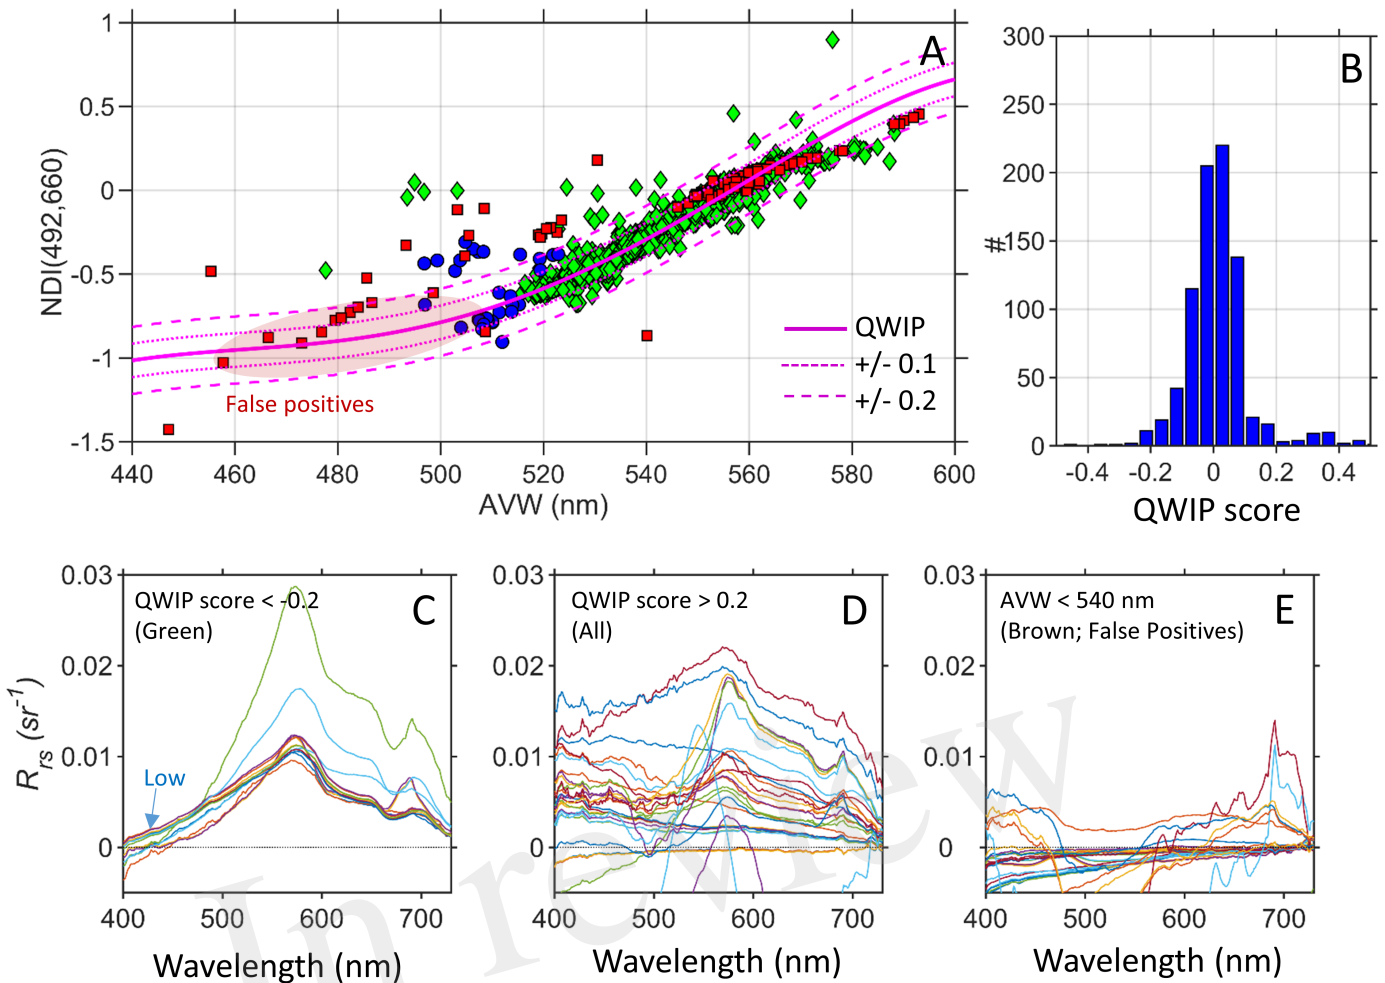 A
1
0.5
0
-0.5
-1
-1.5
NDI(492,660)
440 460 480 500 520 540 560 580 600
AVW (nm)
False positives
QWIP
+/- 0.1
+/- 0.2
B
300
250
200
150
100
50
0
#
-0.4 -0.2 0 0.2 0.4
QWIP score
C
QWIP score < -0.2
(Green)
0.03
0.02
0.01
0
Rrs (sr-1)
Low
400 500 600 700
Wavelength (nm)
D
QWIP score > 0.2
(All)
0.03
0.02
0.01
0
400 500 600 700
Wavelength (nm)
E
AVW < 540 nm
(Brown; False Positives)
0.03
0.02
0.01
0
400 500 600 700
Wavelength (nm)
In review